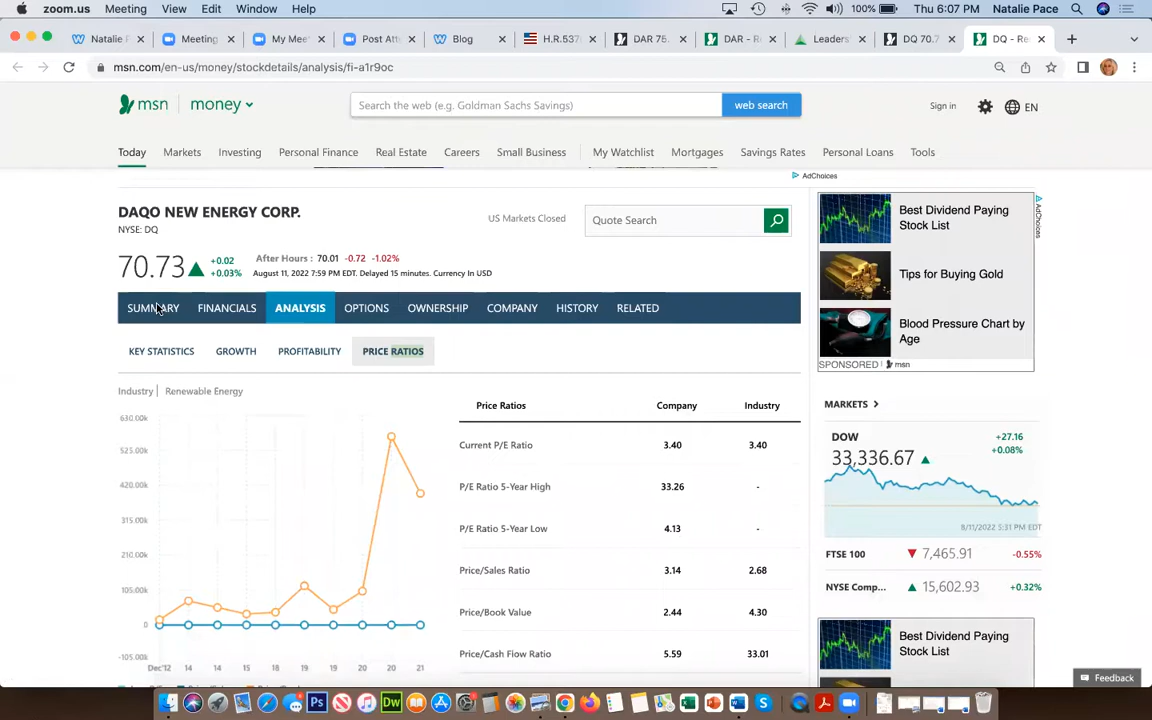 zoom.us Meeting View Edit Window Help 100% Thu 6:07 PM Natalie Pace
Natalie P Meeting My Mee Post Att Blog H.R.537 DAR 75. DAR - Re Leaders DQ 70.7 DQ - Re
msn.com/en-us/money/stockdetails/analysis/fi-a1r9oc
msn money Search the web (e.g. Goldman Sachs Savings) web search Sign in EN
Today Markets Investing Personal Finance Real Estate Careers Small Business My Watchlist Mortgages Savings Rates Personal Loans Tools
AdChoices
DAQO NEW ENERGY CORP.
NYSE: DQ
US Markets Closed
Quote Search
70.73 +0.02 +0.03%
After Hours : 70.01 -0.72 -1.02%
August 11, 2022 7:59 PM EDT. Delayed 15 minutes. Currency In USD
SUMMARY FINANCIALS ANALYSIS OPTIONS OWNERSHIP COMPANY HISTORY RELATED
KEY STATISTICS GROWTH PROFITABILITY PRICE RATIOS
Industry | Renewable Energy
630.00k
525.00k
420.00k
315.00k
210.00k
105.00k
0
-105.00k
Dec'12 14 14 15 18 19 19 20 20 21
Price Ratios Company Industry
Current P/E Ratio 3.40 3.40
P/E Ratio 5-Year High 33.26 -
P/E Ratio 5-Year Low 4.13 -
Price/Sales Ratio 3.14 2.68
Price/Book Value 2.44 4.30
Price/Cash Flow Ratio 5.59 33.01
AdChoices
Best Dividend Paying
Stock List
Tips for Buying Gold
Blood Pressure Chart by
Age
SPONSORED msn
MARKETS
DOW
33,336.67
+27.16
+0.08%
8/11/2022 5:31 PM EDT
FTSE 100 7,465.91 -0.55%
NYSE Comp... 15,602.93 +0.32%
Best Dividend Paying
Stock List
Feedback
Ps Dw